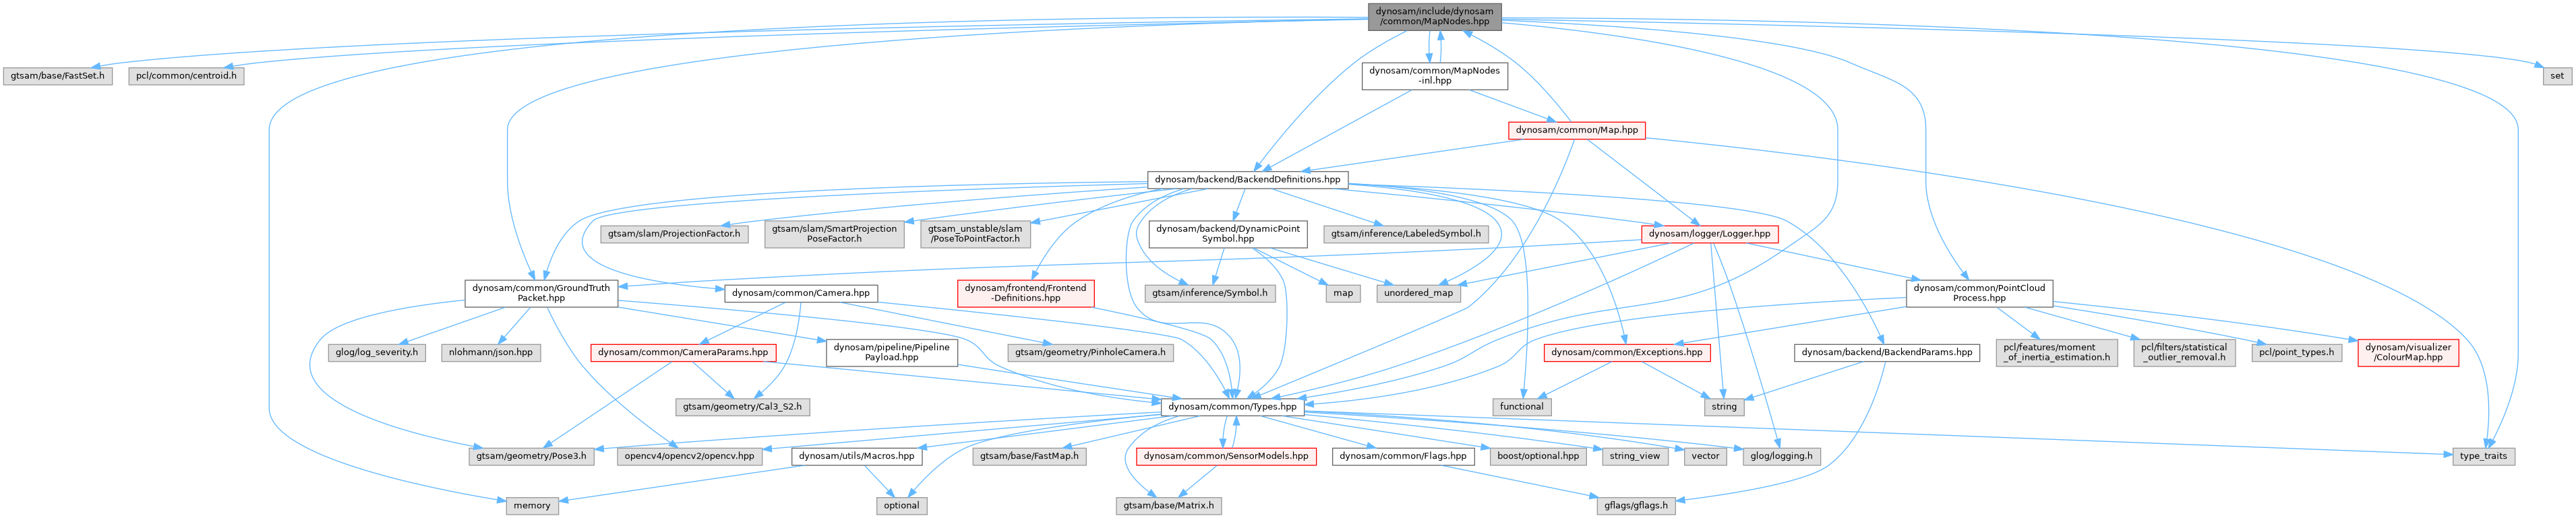 dynosam/include/dynosam
/common/MapNodes.hpp
gtsam/base/FastSet.h
pcl/common/centroid.h
dynosam/common/MapNodes
-inl.hpp
set
dynosam/common/Map.hpp
dynosam/backend/BackendDefinitions.hpp
gtsam/slam/ProjectionFactor.h
gtsam/slam/SmartProjection
PoseFactor.h
gtsam_unstable/slam
/PoseToPointFactor.h
dynosam/backend/DynamicPoint
Symbol.hpp
gtsam/inference/LabeledSymbol.h
dynosam/logger/Logger.hpp
dynosam/common/GroundTruth
Packet.hpp
dynosam/common/Camera.hpp
dynosam/frontend/Frontend
-Definitions.hpp
gtsam/inference/Symbol.h
map
unordered_map
dynosam/common/PointCloud
Process.hpp
glog/log_severity.h
nlohmann/json.hpp
dynosam/common/CameraParams.hpp
dynosam/pipeline/Pipeline
Payload.hpp
gtsam/geometry/PinholeCamera.h
dynosam/common/Exceptions.hpp
dynosam/backend/BackendParams.hpp
pcl/features/moment
_of_inertia_estimation.h
pcl/filters/statistical
_outlier_removal.h
pcl/point_types.h
dynosam/visualizer
/ColourMap.hpp
gtsam/geometry/Cal3_S2.h
dynosam/common/Types.hpp
functional
string
gtsam/geometry/Pose3.h
opencv4/opencv2/opencv.hpp
dynosam/utils/Macros.hpp
gtsam/base/FastMap.h
dynosam/common/SensorModels.hpp
dynosam/common/Flags.hpp
boost/optional.hpp
string_view
vector
glog/logging.h
type_traits
memory
optional
gtsam/base/Matrix.h
gflags/gflags.h